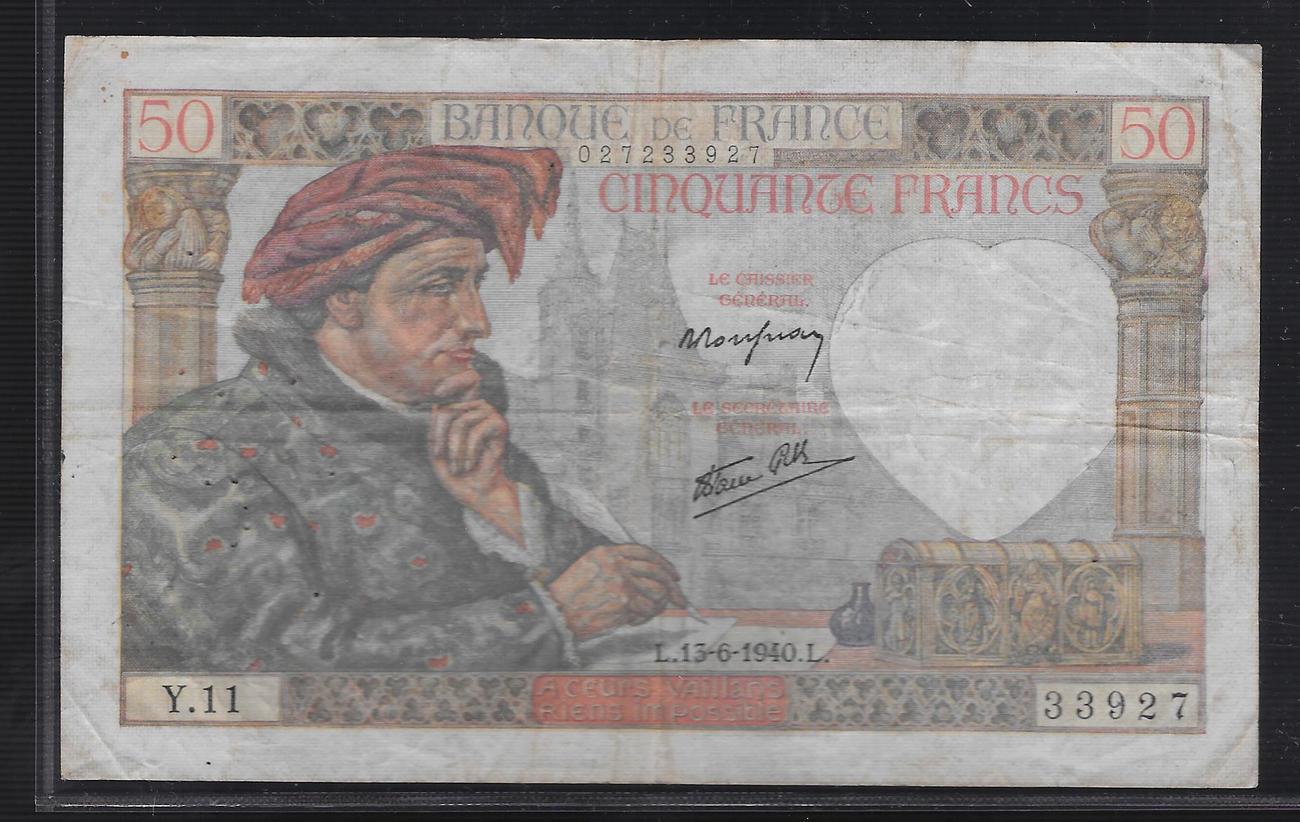 50 BANQUE DE FRANCE 50
027233927
CINQUANTE FRANCS
LE CAISSIER
GÉNÉRAL.
LE SECRÉTAIRE
GÉNÉRAL.
L.13-6-1940.L.
Y.11
A CŒURS VAILLANS
RIENS IMPOSSIBLE
33927